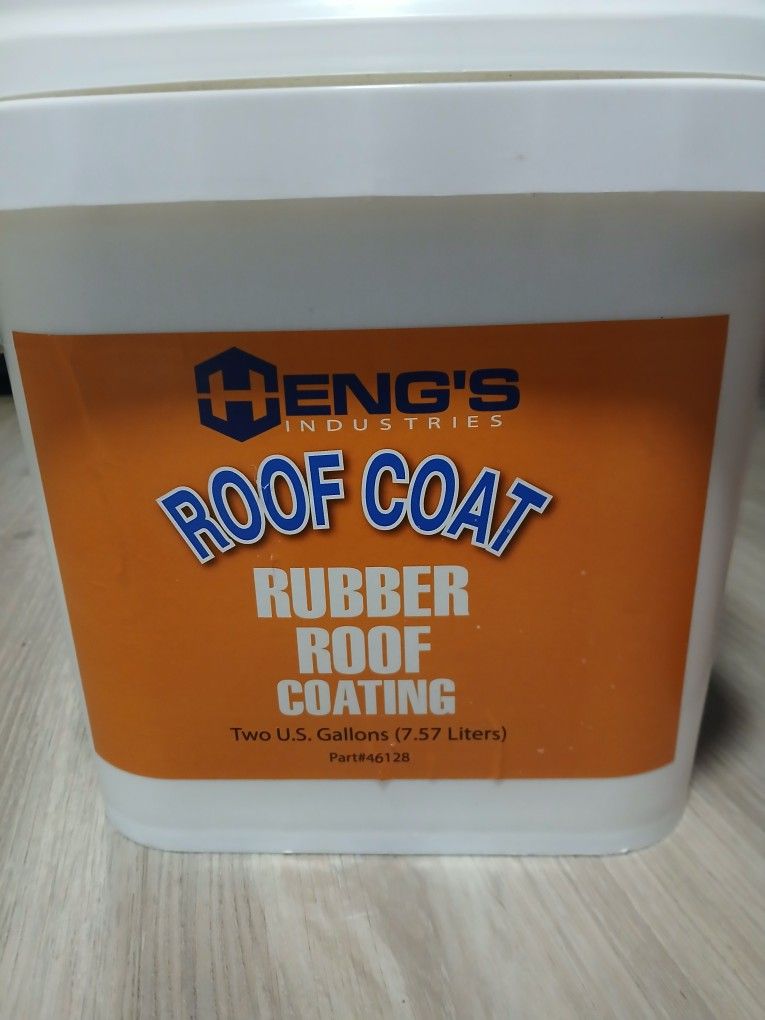 HENG'S
INDUSTRIES
ROOF COAT
RUBBER
ROOF
COATING
Two U.S. Gallons (7.57 Liters)
Part#46128